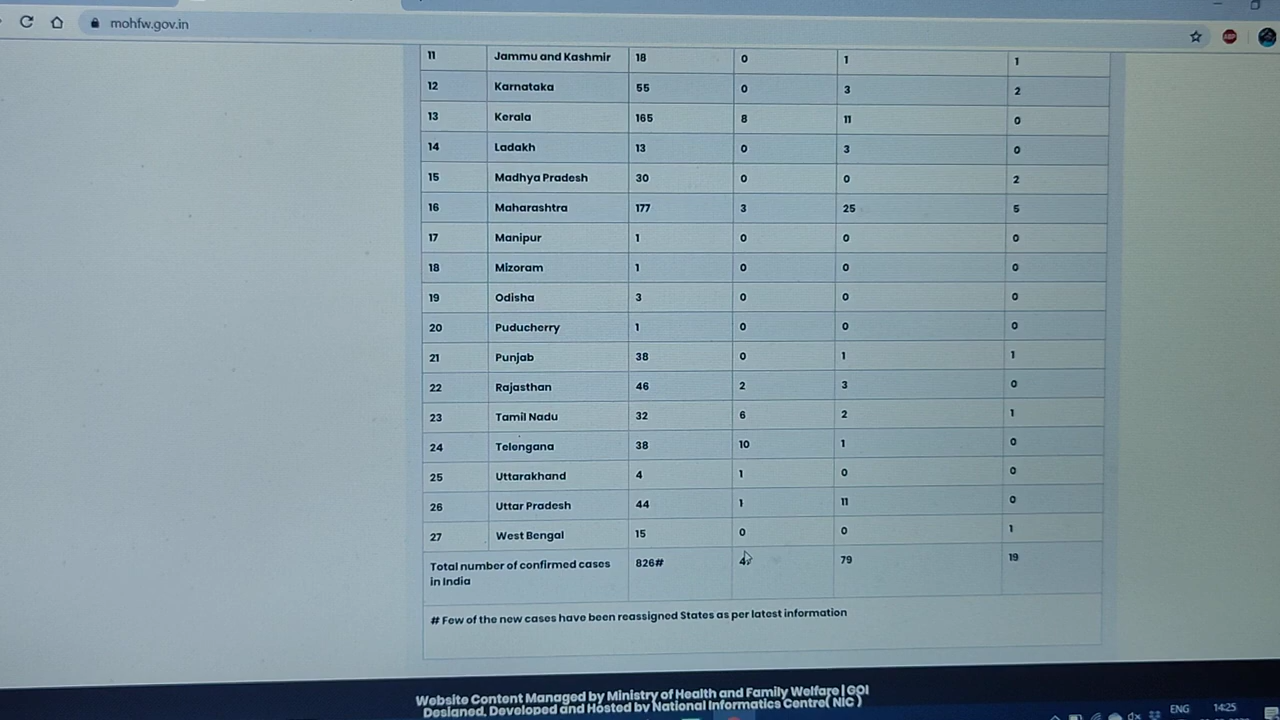 mohfw.gov.in
11 Jammu and Kashmir 18 0 1 1
12 Karnataka 55 0 3 2
13 Kerala 165 8 11 0
14 Ladakh 13 0 3 0
15 Madhya Pradesh 30 0 0 2
16 Maharashtra 177 3 25 5
17 Manipur 1 0 0 0
18 Mizoram 1 0 0 0
19 Odisha 3 0 0 0
20 Puducherry 1 0 0 0
21 Punjab 38 0 1 1
22 Rajasthan 46 2 3 0
23 Tamil Nadu 32 6 2 1
24 Telengana 38 10 1 0
25 Uttarakhand 4 1 0 0
26 Uttar Pradesh 44 1 11 0
27 West Bengal 15 0 0 1
Total number of confirmed cases 826# 79 19
in India
# Few of the new cases have been reassigned States as per latest information
Website Content Managed by Ministry of Health and Family Welfare | GOI
Designed, Developed and Hosted by National Informatics Centre( NIC )
ENG 14:25